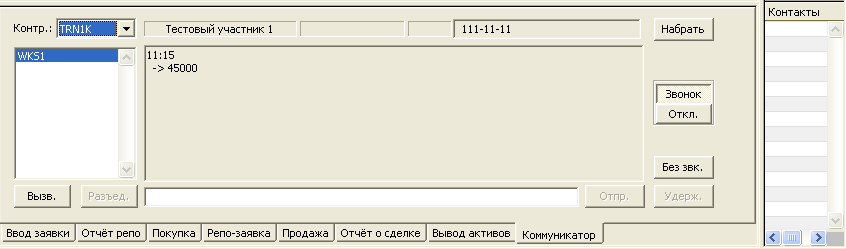 Контр.: TRN1K Тестовый участник 1 111-11-11 Набрать
Контакты
WKS1
11:15
-> 45000
Звонок
Откл.
Без звк.
Вызв. Разъед. Отпр. Удерж.
Ввод заявки Отчёт репо Покупка Репо-заявка Продажа Отчёт о сделке Вывод активов Коммуникатор